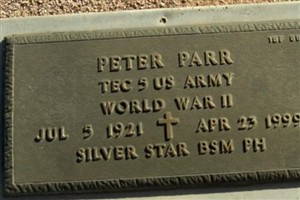 PETER PARR
TEC 5 US ARMY
WORLD WAR II
JUL 5 1921 APR 23 1999
SILVER STAR BSM PH